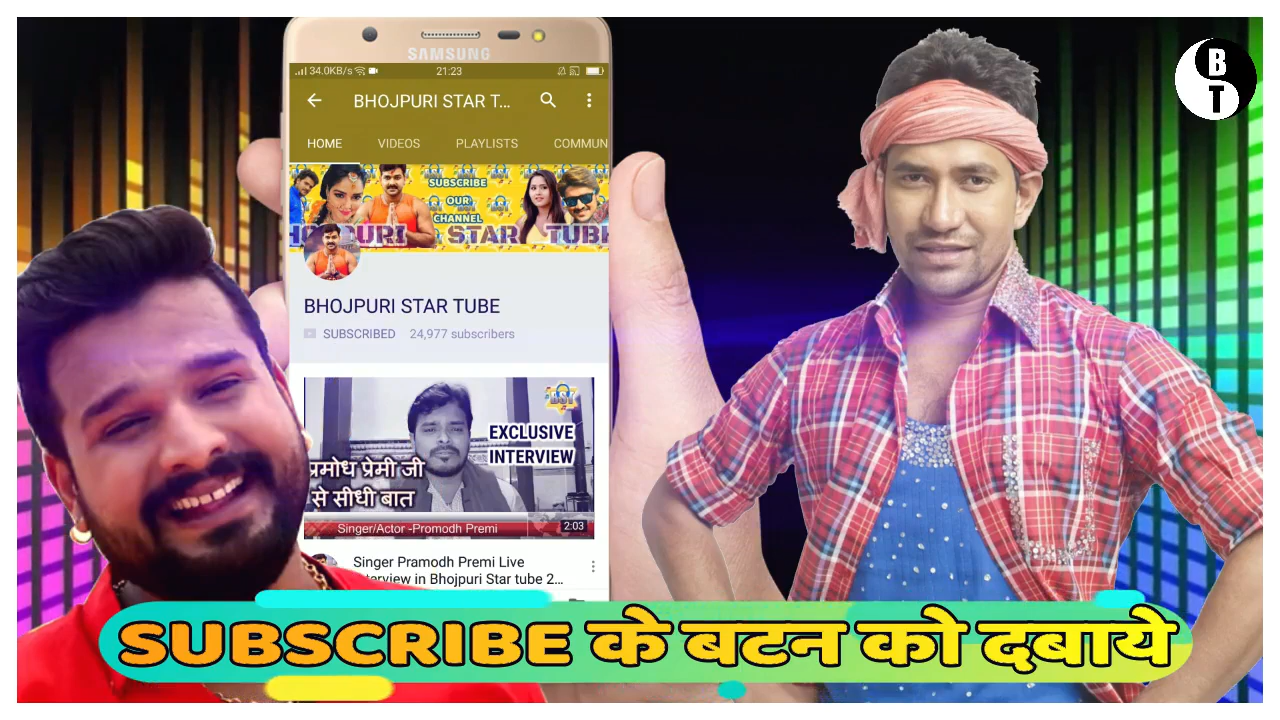 SAMSUNG
34.0KB/s 21:23
BHOJPURI STAR T...
HOME VIDEOS PLAYLISTS COMMUN
SUBSCRIBE
OUR
CHANNEL
STAR TUBE
BHOJPURI STAR TUBE
SUBSCRIBED 24,977 subscribers
BST
EXCLUSIVE
INTERVIEW
प्रमोध प्रेमी जी
से सीधी बात
Singer/Actor -Promodh Premi
2:03
Singer Pramodh Premi Live
in Bhojpuri Star tube 2...
SUBSCRIBE के बटन को दबाये
B
T